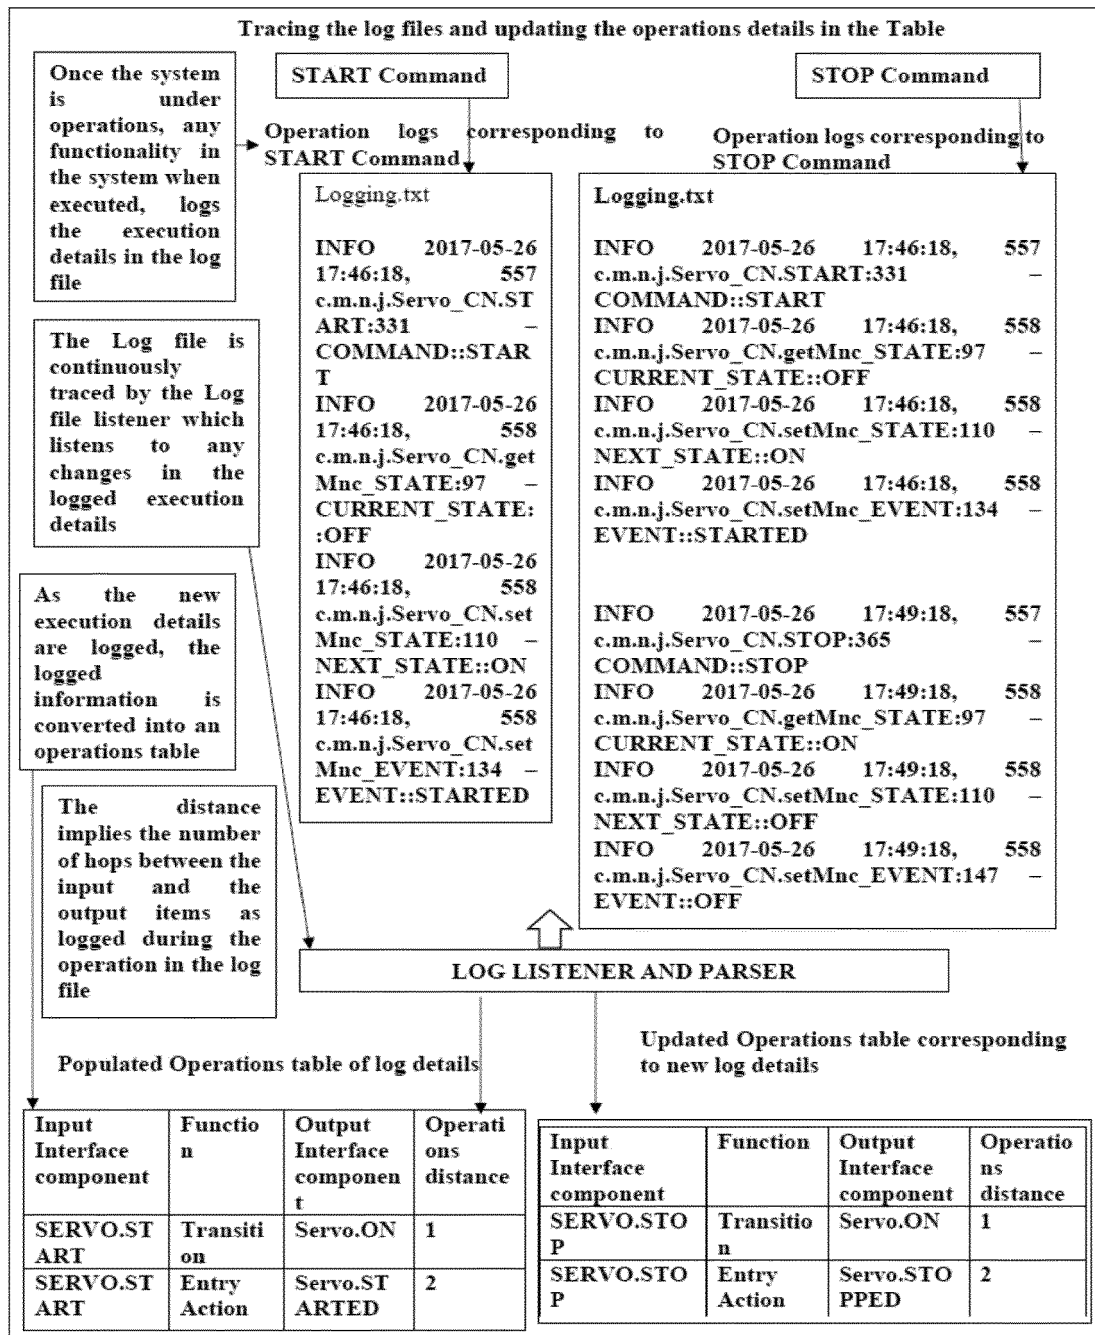 Tracing the log files and updating the operations details in the Table
Once the system
is under
operations, any
functionality in
the system when
executed, logs
the execution
details in the log
file
START Command
STOP Command
Operation logs corresponding to
START Command
Operation logs corresponding to
STOP Command
Logging.txt
INFO 2017-05-26
17:46:18, 557
c.m.n.j.Servo_CN.ST
ART:331 –
COMMAND::STAR
T
INFO 2017-05-26
17:46:18, 558
c.m.n.j.Servo_CN.get
Mnc_STATE:97 –
CURRENT_STATE:
:OFF
INFO 2017-05-26
17:46:18, 558
c.m.n.j.Servo_CN.set
Mnc_STATE:110 –
NEXT_STATE::ON
INFO 2017-05-26
17:46:18, 558
c.m.n.j.Servo_CN.set
Mnc_EVENT:134 –
EVENT::STARTED
Logging.txt
INFO 2017-05-26 17:46:18, 557
c.m.n.j.Servo_CN.START:331 –
COMMAND::START
INFO 2017-05-26 17:46:18, 558
c.m.n.j.Servo_CN.getMnc_STATE:97 –
CURRENT_STATE::OFF
INFO 2017-05-26 17:46:18, 558
c.m.n.j.Servo_CN.setMnc_STATE:110 –
NEXT_STATE::ON
INFO 2017-05-26 17:46:18, 558
c.m.n.j.Servo_CN.setMnc_EVENT:134 –
EVENT::STARTED
INFO 2017-05-26 17:49:18, 557
c.m.n.j.Servo_CN.STOP:365 –
COMMAND::STOP
INFO 2017-05-26 17:49:18, 558
c.m.n.j.Servo_CN.getMnc_STATE:97 –
CURRENT_STATE::ON
INFO 2017-05-26 17:49:18, 558
c.m.n.j.Servo_CN.setMnc_STATE:110 –
NEXT_STATE::OFF
INFO 2017-05-26 17:49:18, 558
c.m.n.j.Servo_CN.setMnc_EVENT:147 –
EVENT::OFF
The Log file is
continuously
traced by the Log
file listener which
listens to any
changes in the
logged execution
details
As the new
execution details
are logged, the
logged
information is
converted into an
operations table
The distance
implies the number
of hops between the
input and the
output items as
logged during the
operation in the log
file
LOG LISTENER AND PARSER
Populated Operations table of log details
Updated Operations table corresponding
to new log details
Input Functio Output Operati
Interface n Interface ons
component componen distance
t
SERVO.ST Transiti Servo.ON 1
ART on
SERVO.ST Entry Servo.ST 2
ART Action ARTED
Input Function Output Operatio
Interface Interface ns
component component distance
SERVO.STO Transitio Servo.ON 1
P n
SERVO.STO Entry Servo.STO 2
P Action PPED